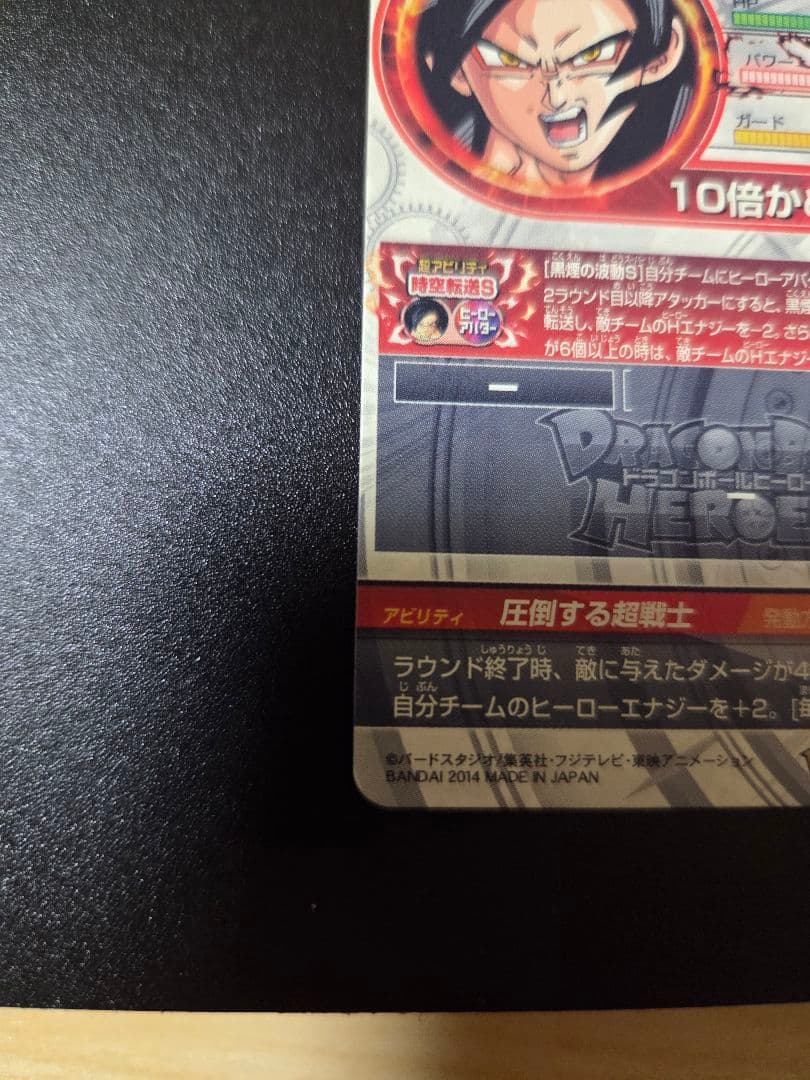 HP
パワー
ガード
10倍か
超アビリティ
時空転送S
ヒーロー
アバター
[黒煙の波動S]自分チームにヒーローアバ
2ラウンド目以降アタッカーにすると、黒煙
転送し、敵チームのHエナジーを－2。さら
が6個以上の時は、敵チームのHエナジー
ー
[
DRAGON B
ドラゴンボールヒーロー
HEROE
ー
アビリティ 圧倒する超戦士 発動
ラウンド終了時、敵に与えたダメージが4
自分チームのヒーローエナジーを＋2。[毎
©バードスタジオ/集英社・フジテレビ・東映アニメーション
BANDAI 2014 MADE IN JAPAN